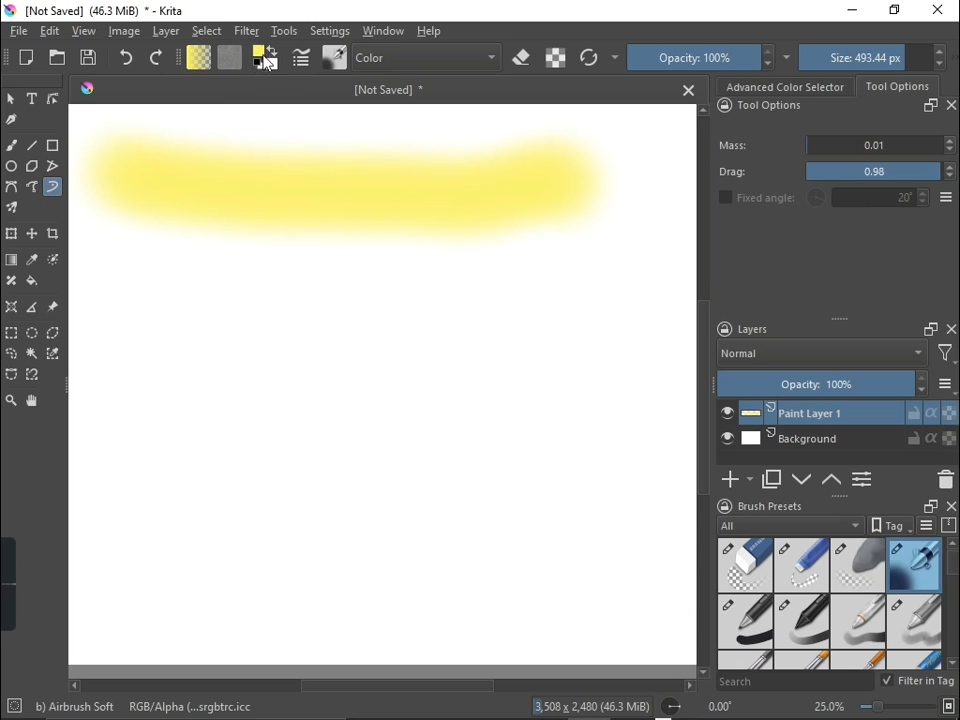 [Not Saved] (46.3 MiB) * - Krita
File Edit View Image Layer Select Filter Tools Settings Window Help
Color
Opacity: 100%
Size: 493.44 px
[Not Saved] *
Advanced Color Selector
Tool Options
Tool Options
Mass: 0.01
Drag: 0.98
Fixed angle: 20°
Layers
Normal
Opacity: 100%
Paint Layer 1
Background
Brush Presets
All
Tag
Search
Filter in Tag
b) Airbrush Soft
RGB/Alpha (...srgbtrc.icc
3,508 x 2,480 (46.3 MiB)
0.00°
25.0%